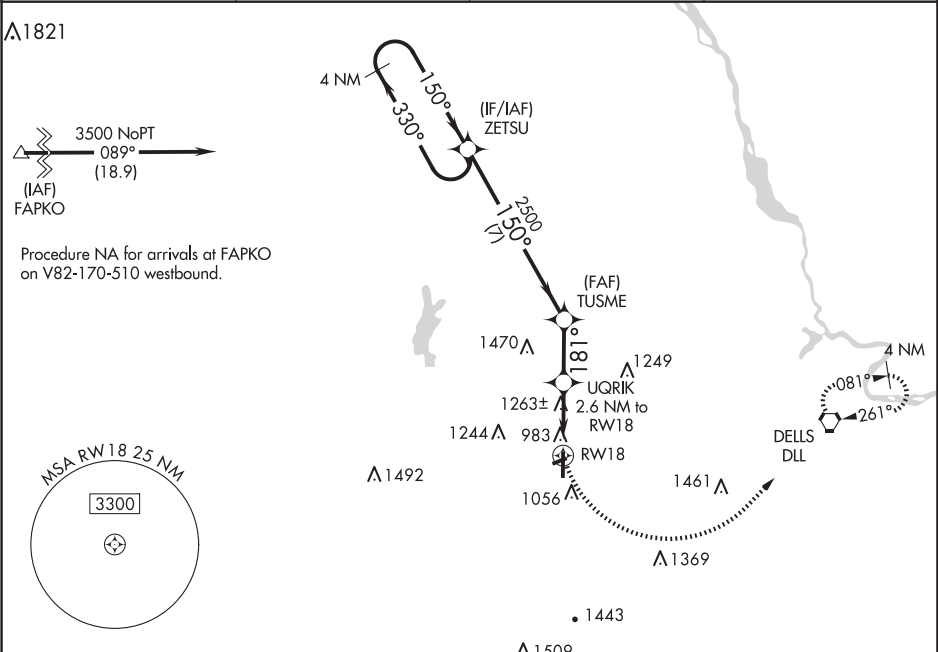 1821
4 NM
150°
330°
(IF/IAF)
ZETSU
3500 NoPT
089°
(18.9)
(IAF)
FAPKO
2500
150°
(7)
Procedure NA for arrivals at FAPKO
on V82-170-510 westbound.
(FAF)
TUSME
1470
181°
1249
4 NM
081°
261°
UQRIK
2.6 NM to
RW18
1263±
1244
983
DELLS
DLL
RW18
MSA RW18 25 NM
3300
1492
1461
1056
1369
1443
1509